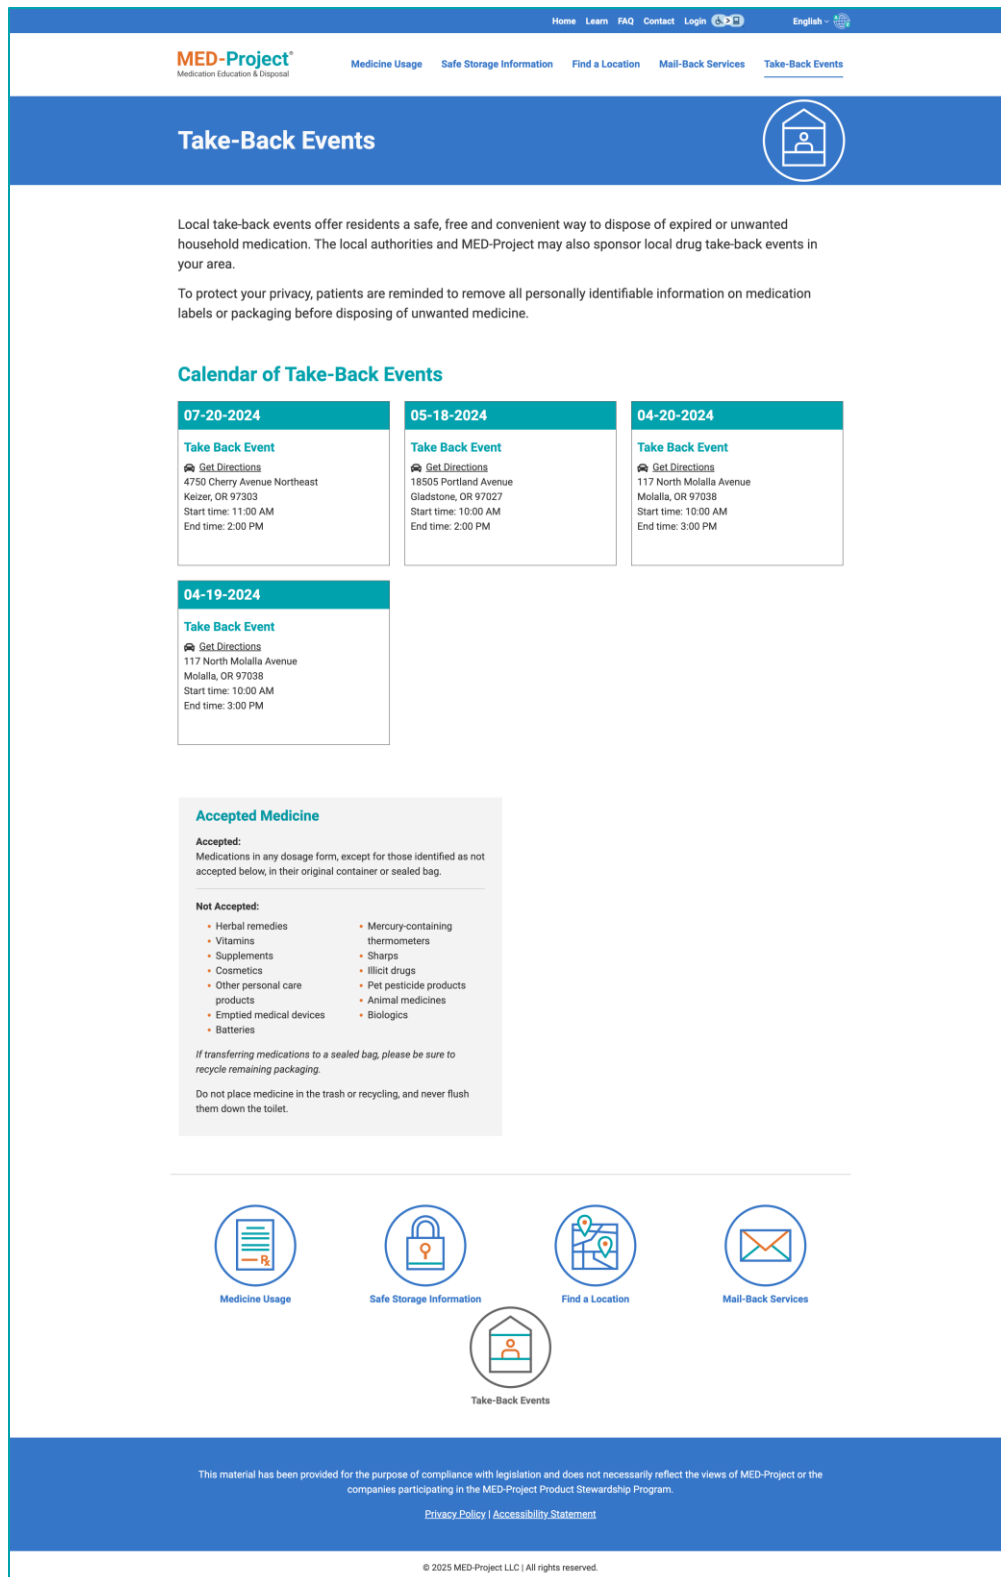 Home Learn FAQ Contact Login English
MED-Project®
Medication Education & Disposal
Medicine Usage Safe Storage Information Find a Location Mail-Back Services Take-Back Events
Take-Back Events
Local take-back events offer residents a safe, free and convenient way to dispose of expired or unwanted
household medication. The local authorities and MED-Project may also sponsor local drug take-back events in
your area.
To protect your privacy, patients are reminded to remove all personally identifiable information on medication
labels or packaging before disposing of unwanted medicine.
Calendar of Take-Back Events
07-20-2024
Take Back Event
Get Directions
4750 Cherry Avenue Northeast
Keizer, OR 97303
Start time: 11:00 AM
End time: 2:00 PM
05-18-2024
Take Back Event
Get Directions
18505 Portland Avenue
Gladstone, OR 97027
Start time: 10:00 AM
End time: 2:00 PM
04-20-2024
Take Back Event
Get Directions
117 North Molalla Avenue
Molalla, OR 97038
Start time: 10:00 AM
End time: 3:00 PM
04-19-2024
Take Back Event
Get Directions
117 North Molalla Avenue
Molalla, OR 97038
Start time: 10:00 AM
End time: 3:00 PM
Accepted Medicine
Accepted:
Medications in any dosage form, except for those identified as not
accepted below, in their original container or sealed bag.
Not Accepted:
• Herbal remedies
• Vitamins
• Supplements
• Cosmetics
• Other personal care
products
• Emptied medical devices
• Batteries
• Mercury-containing
thermometers
• Sharps
• Illicit drugs
• Pet pesticide products
• Animal medicines
• Biologics
If transferring medications to a sealed bag, please be sure to
recycle remaining packaging.
Do not place medicine in the trash or recycling, and never flush
them down the toilet.
Rx
Medicine Usage
Safe Storage Information
Find a Location
Mail-Back Services
Take-Back Events
This material has been provided for the purpose of compliance with legislation and does not necessarily reflect the views of MED-Project or the
companies participating in the MED-Project Product Stewardship Program.
Privacy Policy | Accessibility Statement
© 2025 MED-Project LLC | All rights reserved.